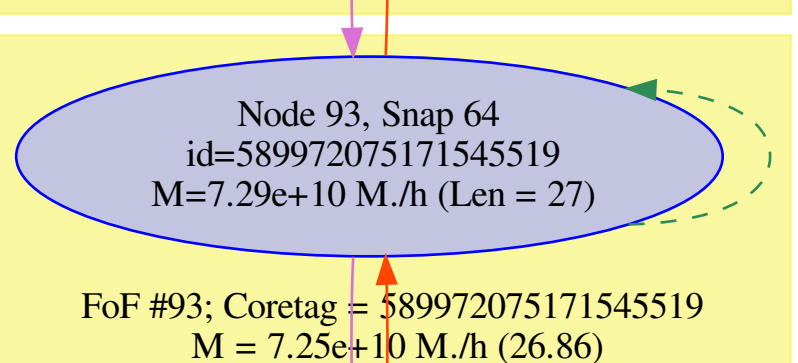 Node 93, Snap 64
id=589972075171545519
M=7.29e+10 M./h (Len = 27)
FoF #93; Coretag = 589972075171545519
M = 7.25e+10 M./h (26.86)